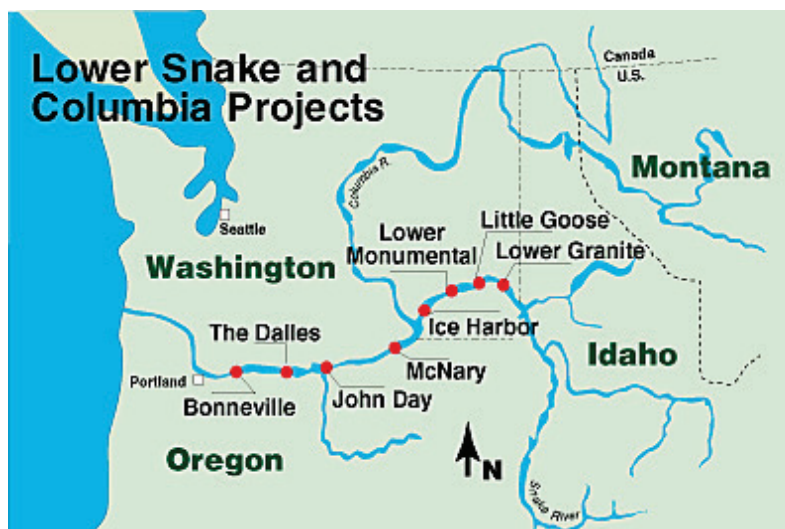 Lower Snake and
Columbia Projects
Canada
U.S.
Montana
Columbia R.
Seattle
Washington
Little Goose
Lower
Monumental
Lower Granite
The Dalles
Ice Harbor
Idaho
Portland
McNary
Bonneville
John Day
Oregon
N
Snake River